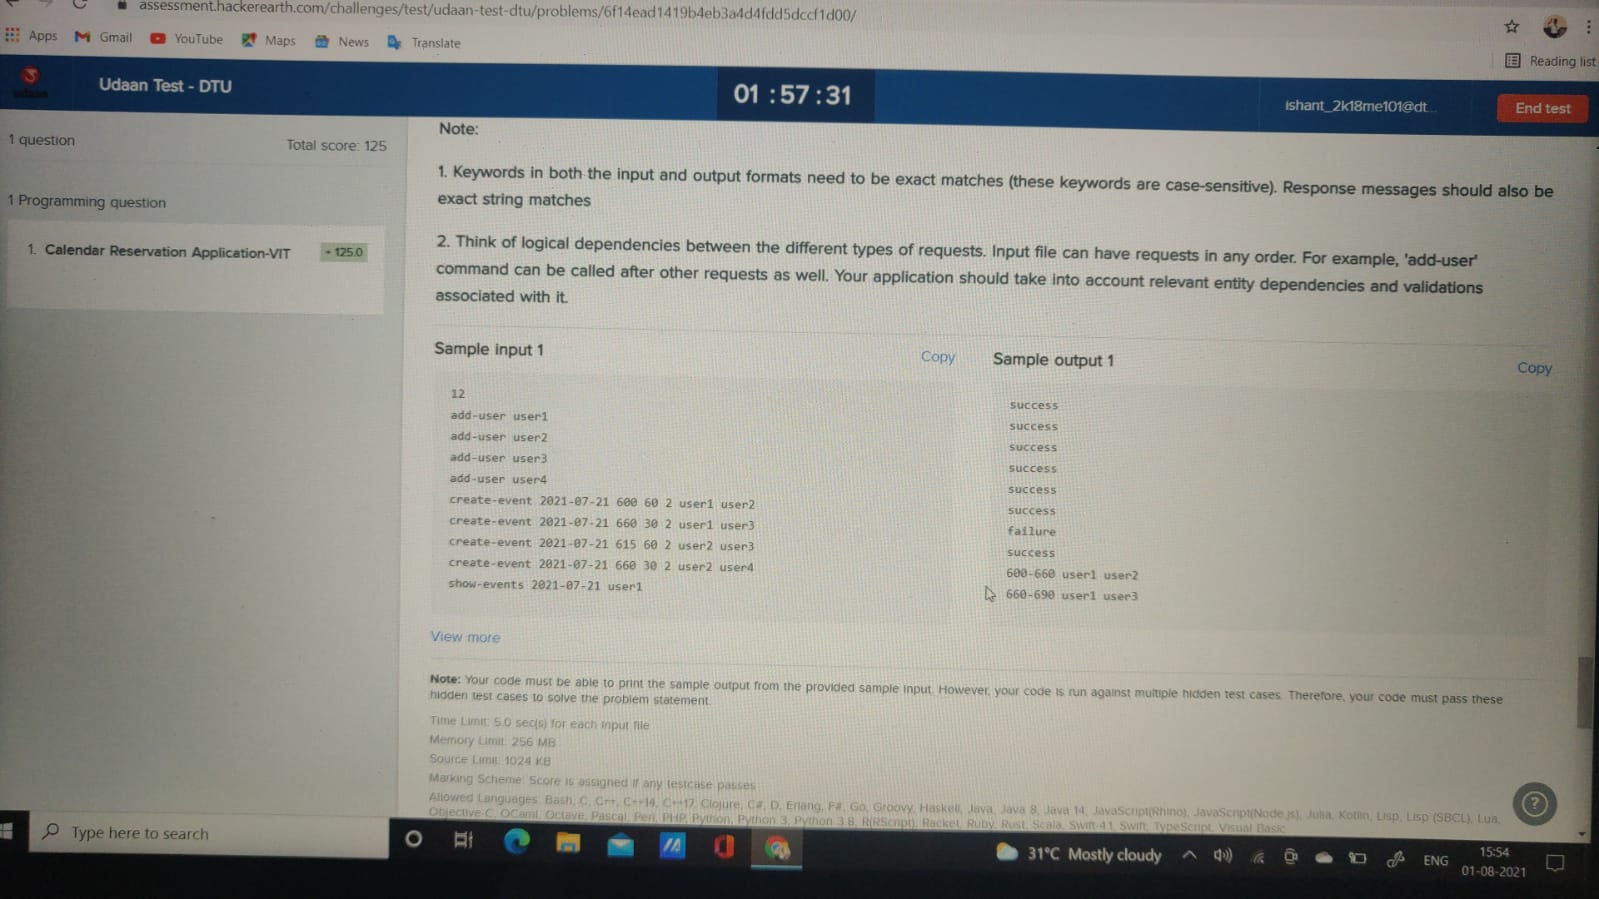 assessment.hackerearth.com/challenges/test/udaan-test-dtu/problems/6f14ead1419b4eb3a4d4fdd5dccf1d00/
Apps Gmail YouTube Maps News Translate
Reading list
udaan
Udaan Test - DTU
01 : 57 : 31
ishant_2k18me101@dt...
End test
1 question
Total score: 125
1 Programming question
1. Calendar Reservation Application-VIT
+ 125.0
Note:
1. Keywords in both the input and output formats need to be exact matches (these keywords are case-sensitive). Response messages should also be
exact string matches
2. Think of logical dependencies between the different types of requests. Input file can have requests in any order. For example, 'add-user'
command can be called after other requests as well. Your application should take into account relevant entity dependencies and validations
associated with it.
Sample input 1
Copy
12
add-user user1
add-user user2
add-user user3
add-user user4
create-event 2021-07-21 600 60 2 user1 user2
create-event 2021-07-21 660 30 2 user1 user3
create-event 2021-07-21 615 60 2 user2 user3
create-event 2021-07-21 660 30 2 user2 user4
show-events 2021-07-21 user1
Sample output 1
Copy
success
success
success
success
success
success
failure
success
600-660 user1 user2
660-690 user1 user3
View more
Note: Your code must be able to print the sample output from the provided sample input. However, your code is run against multiple hidden test cases. Therefore, your code must pass these
hidden test cases to solve the problem statement.
Time Limit: 5.0 sec(s) for each input file
Memory Limit: 256 MB
Source Limit: 1024 KB
Marking Scheme: Score is assigned if any testcase passes
Allowed Languages: Bash, C, C++, C++14, C++17, Clojure, C#, D, Erlang, F#, Go, Groovy, Haskell, Java, Java 8, Java 14, JavaScript(Rhino), JavaScript(Node.js), Julia, Kotlin, Lisp, Lisp (SBCL), Lua,
Objective-C, OCaml, Octave, Pascal, Perl, PHP, Python, Python 3, Python 3.8, R(RScript), Racket, Ruby, Rust, Scala, Swift-4.1, Swift, TypeScript, Visual Basic
?
Type here to search
31°C Mostly cloudy
ENG
15:54
01-08-2021